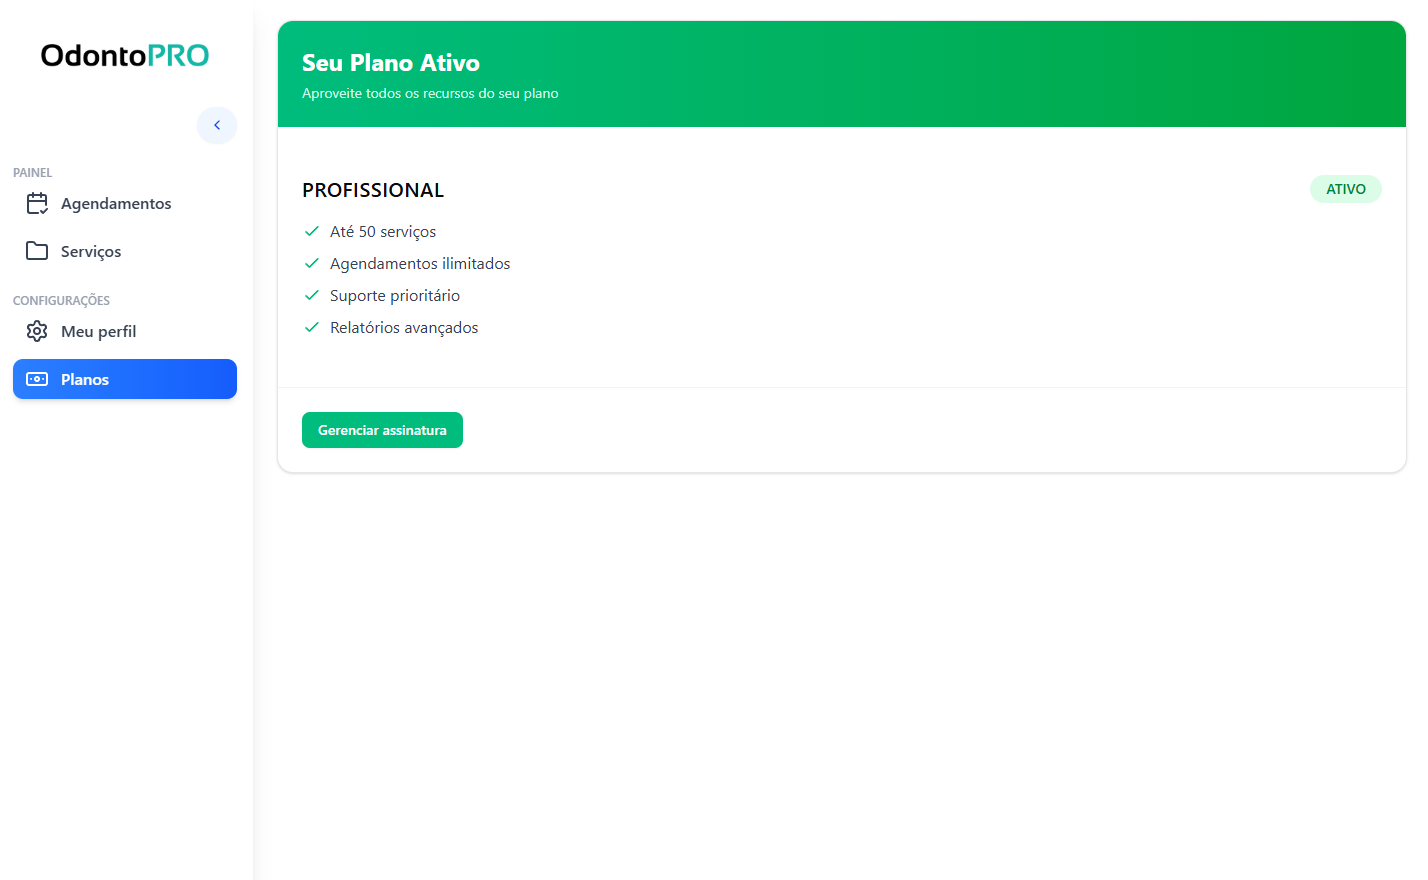 OdontoPRO
PAINEL
Agendamentos
Serviços
CONFIGURAÇÕES
Meu perfil
Planos
Seu Plano Ativo
Aproveite todos os recursos do seu plano
PROFISSIONAL
ATIVO
Até 50 serviços
Agendamentos ilimitados
Suporte prioritário
Relatórios avançados
Gerenciar assinatura